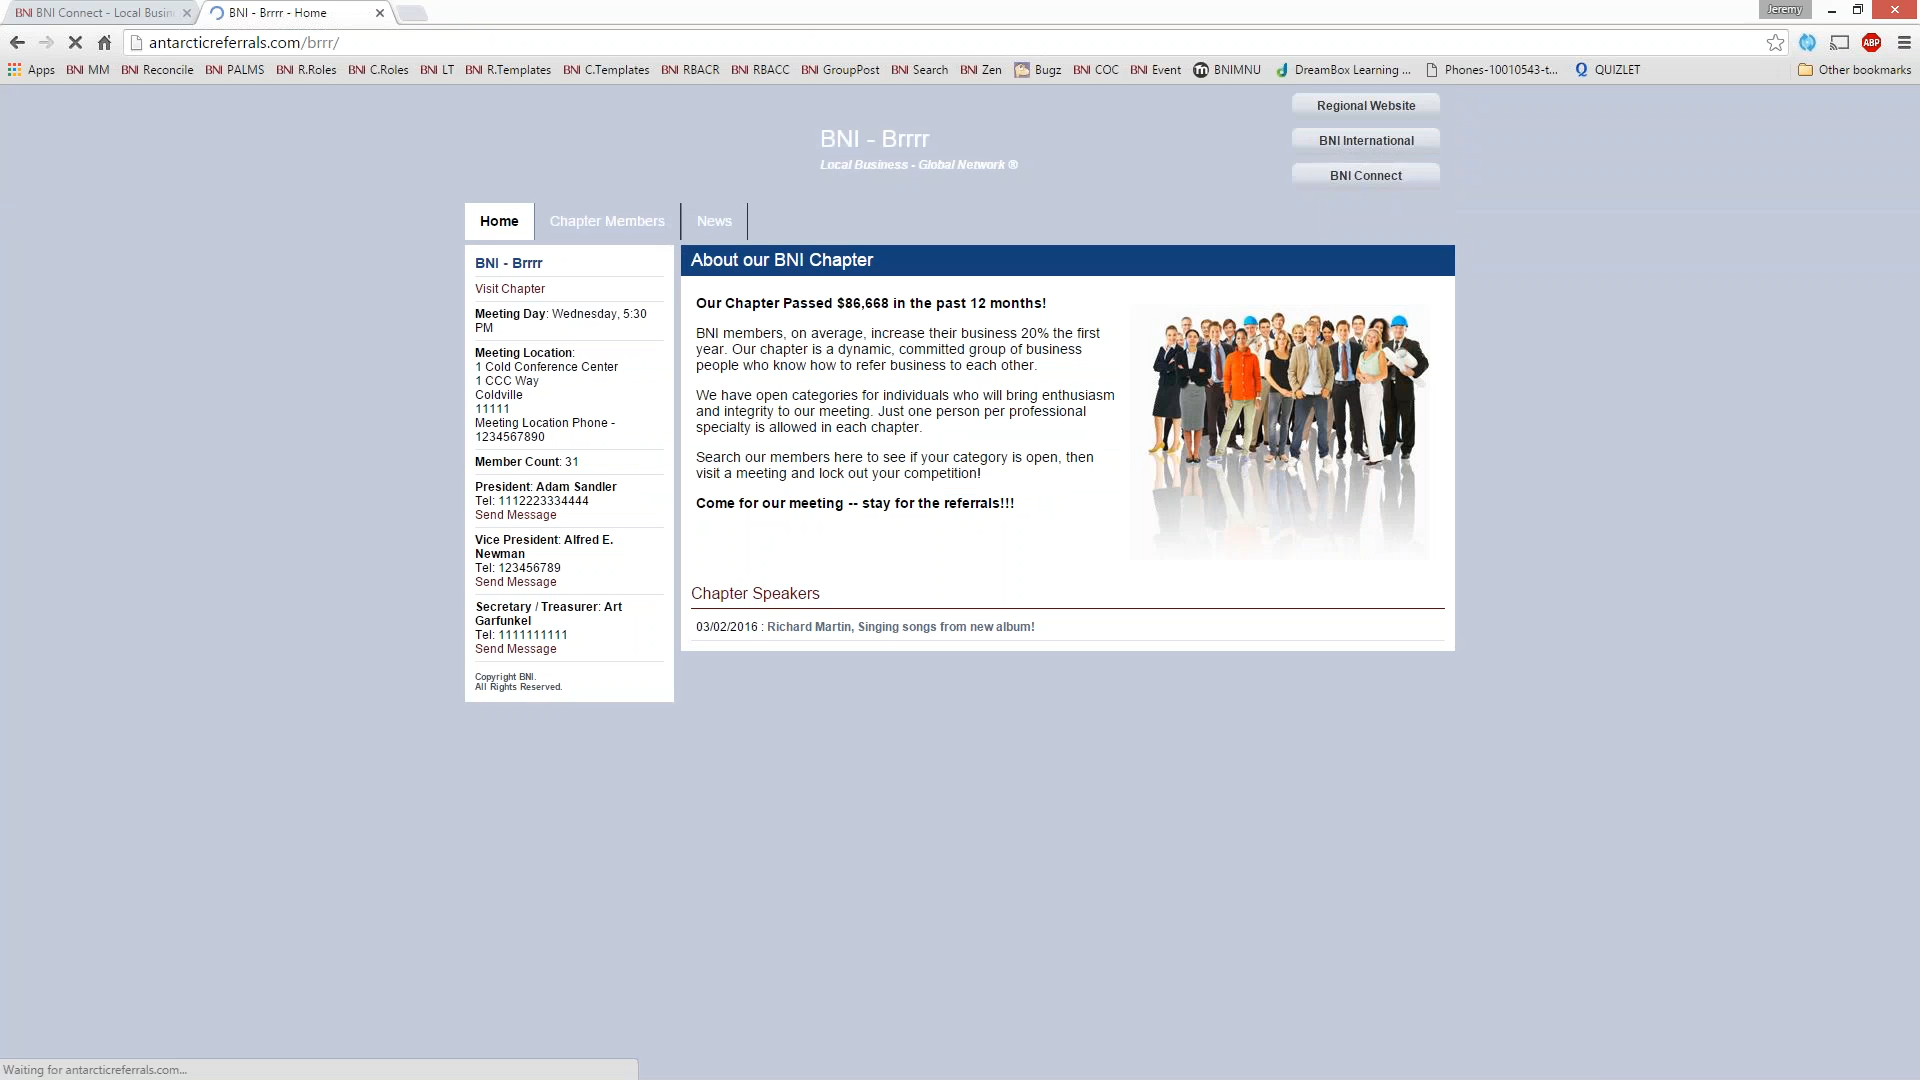 BNI BNI Connect - Local Busin
BNI - Brrrr - Home
Jeremy
antarcticreferrals.com/brrr/
ABP
Apps BNI MM BNI Reconcile BNI PALMS BNI R.Roles BNI C.Roles BNI LT BNI R.Templates BNI C.Templates BNI RBACR BNI RBACC BNI GroupPost BNI Search BNI Zen Bugz BNI COC BNI Event m BNIMNU DreamBox Learning ... Phones-10010543-t... Q QUIZLET Other bookmarks
Regional Website
BNI - Brrrr
BNI International
Local Business - Global Network ®
BNI Connect
Home Chapter Members News
BNI - Brrrr
Visit Chapter
Meeting Day: Wednesday, 5:30
PM
Meeting Location:
1 Cold Conference Center
1 CCC Way
Coldville
11111
Meeting Location Phone -
1234567890
Member Count: 31
President: Adam Sandler
Tel: 1112223334444
Send Message
Vice President: Alfred E.
Newman
Tel: 123456789
Send Message
Secretary / Treasurer: Art
Garfunkel
Tel: 1111111111
Send Message
Copyright BNI.
All Rights Reserved.
About our BNI Chapter
Our Chapter Passed $86,668 in the past 12 months!
BNI members, on average, increase their business 20% the first
year. Our chapter is a dynamic, committed group of business
people who know how to refer business to each other.
We have open categories for individuals who will bring enthusiasm
and integrity to our meeting. Just one person per professional
specialty is allowed in each chapter.
Search our members here to see if your category is open, then
visit a meeting and lock out your competition!
Come for our meeting -- stay for the referrals!!!
Chapter Speakers
03/02/2016 : Richard Martin, Singing songs from new album!
Waiting for antarcticreferrals.com...